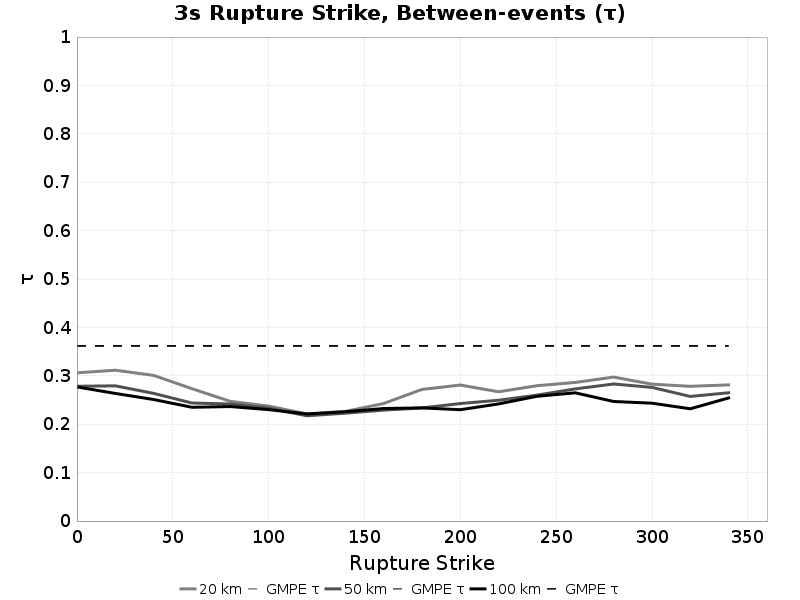 3s Rupture Strike, Between-events (τ)
1
0.9
0.8
0.7
0.6
0.5
0.4
0.3
0.2
0.1
0
τ
0 50 100 150 200 250 300 350
Rupture Strike
20 km GMPE τ 50 km GMPE τ 100 km GMPE τ